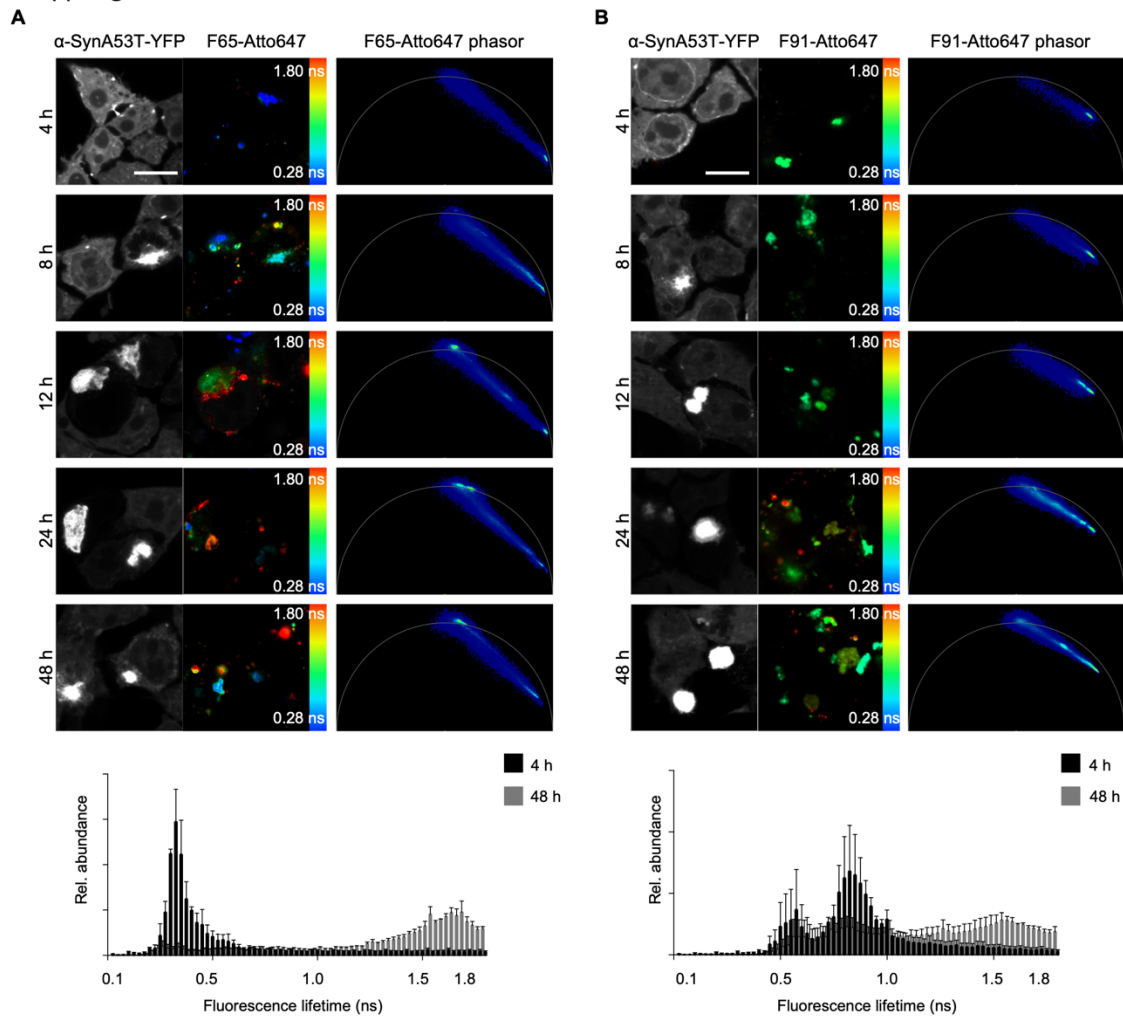 A
α-SynA53T-YFP F65-Atto647 F65-Atto647 phasor
4 h
1.80 ns
0.28 ns
8 h
1.80 ns
0.28 ns
12 h
1.80 ns
0.28 ns
24 h
1.80 ns
0.28 ns
48 h
1.80 ns
0.28 ns
4 h
48 h
Rel. abundance
0.1 0.5 1.0 1.5 1.8
Fluorescence lifetime (ns)
B
α-SynA53T-YFP F91-Atto647 F91-Atto647 phasor
4 h
1.80 ns
0.28 ns
8 h
1.80 ns
0.28 ns
12 h
1.80 ns
0.28 ns
24 h
1.80 ns
0.28 ns
48 h
1.80 ns
0.28 ns
4 h
48 h
Rel. abundance
0.1 0.5 1.0 1.5 1.8
Fluorescence lifetime (ns)